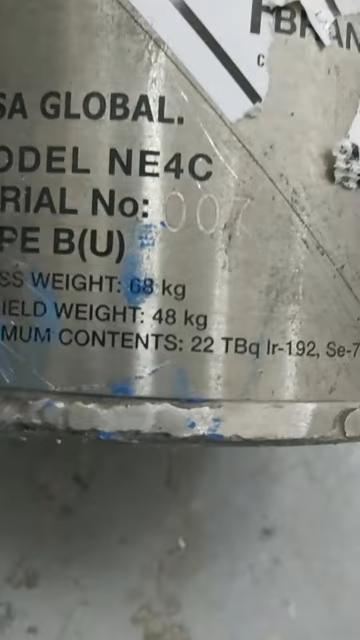 BRAN
C
SA GLOBAL.
ODEL NE4C
RIAL No: 007
PE B(U)
SS WEIGHT: 68 kg
IELD WEIGHT: 48 kg
MUM CONTENTS: 22 TBq Ir-192, Se-7